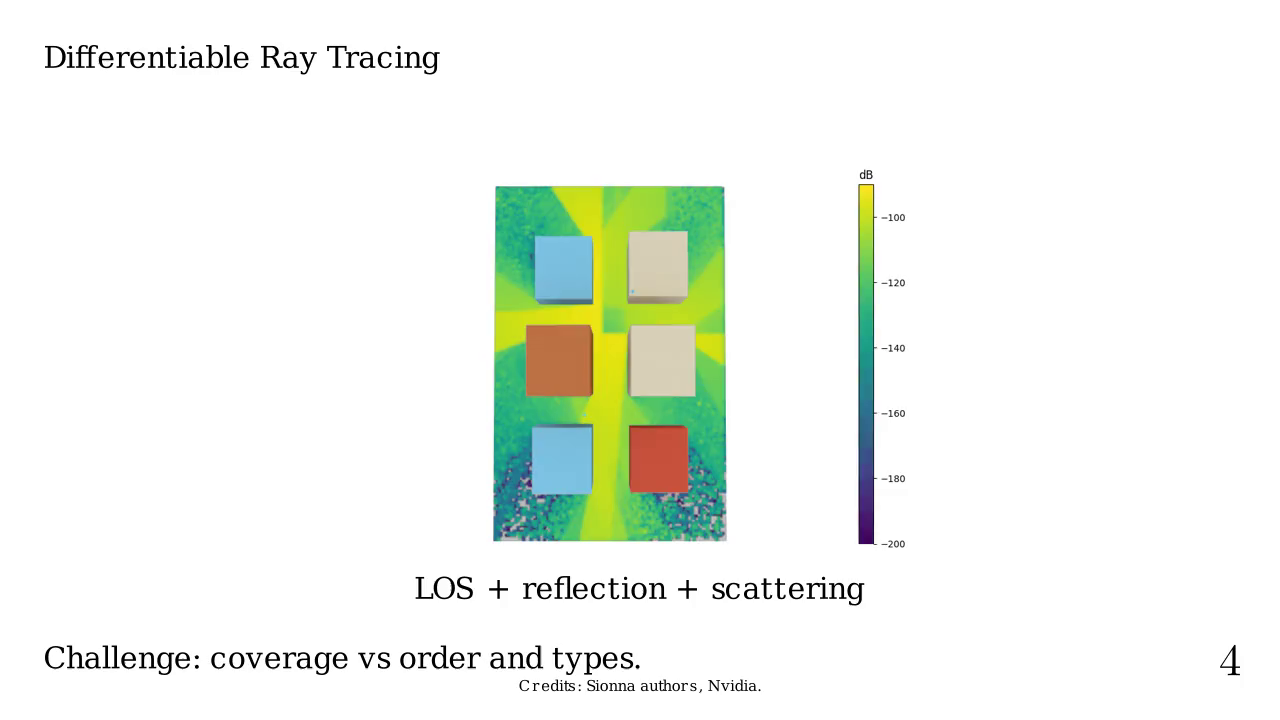 Differentiable Ray Tracing
dB
−100
−120
−140
−160
−180
−200
LOS + reflection + scattering
Challenge: coverage vs order and types.
4
Credits: Sionna authors, Nvidia.